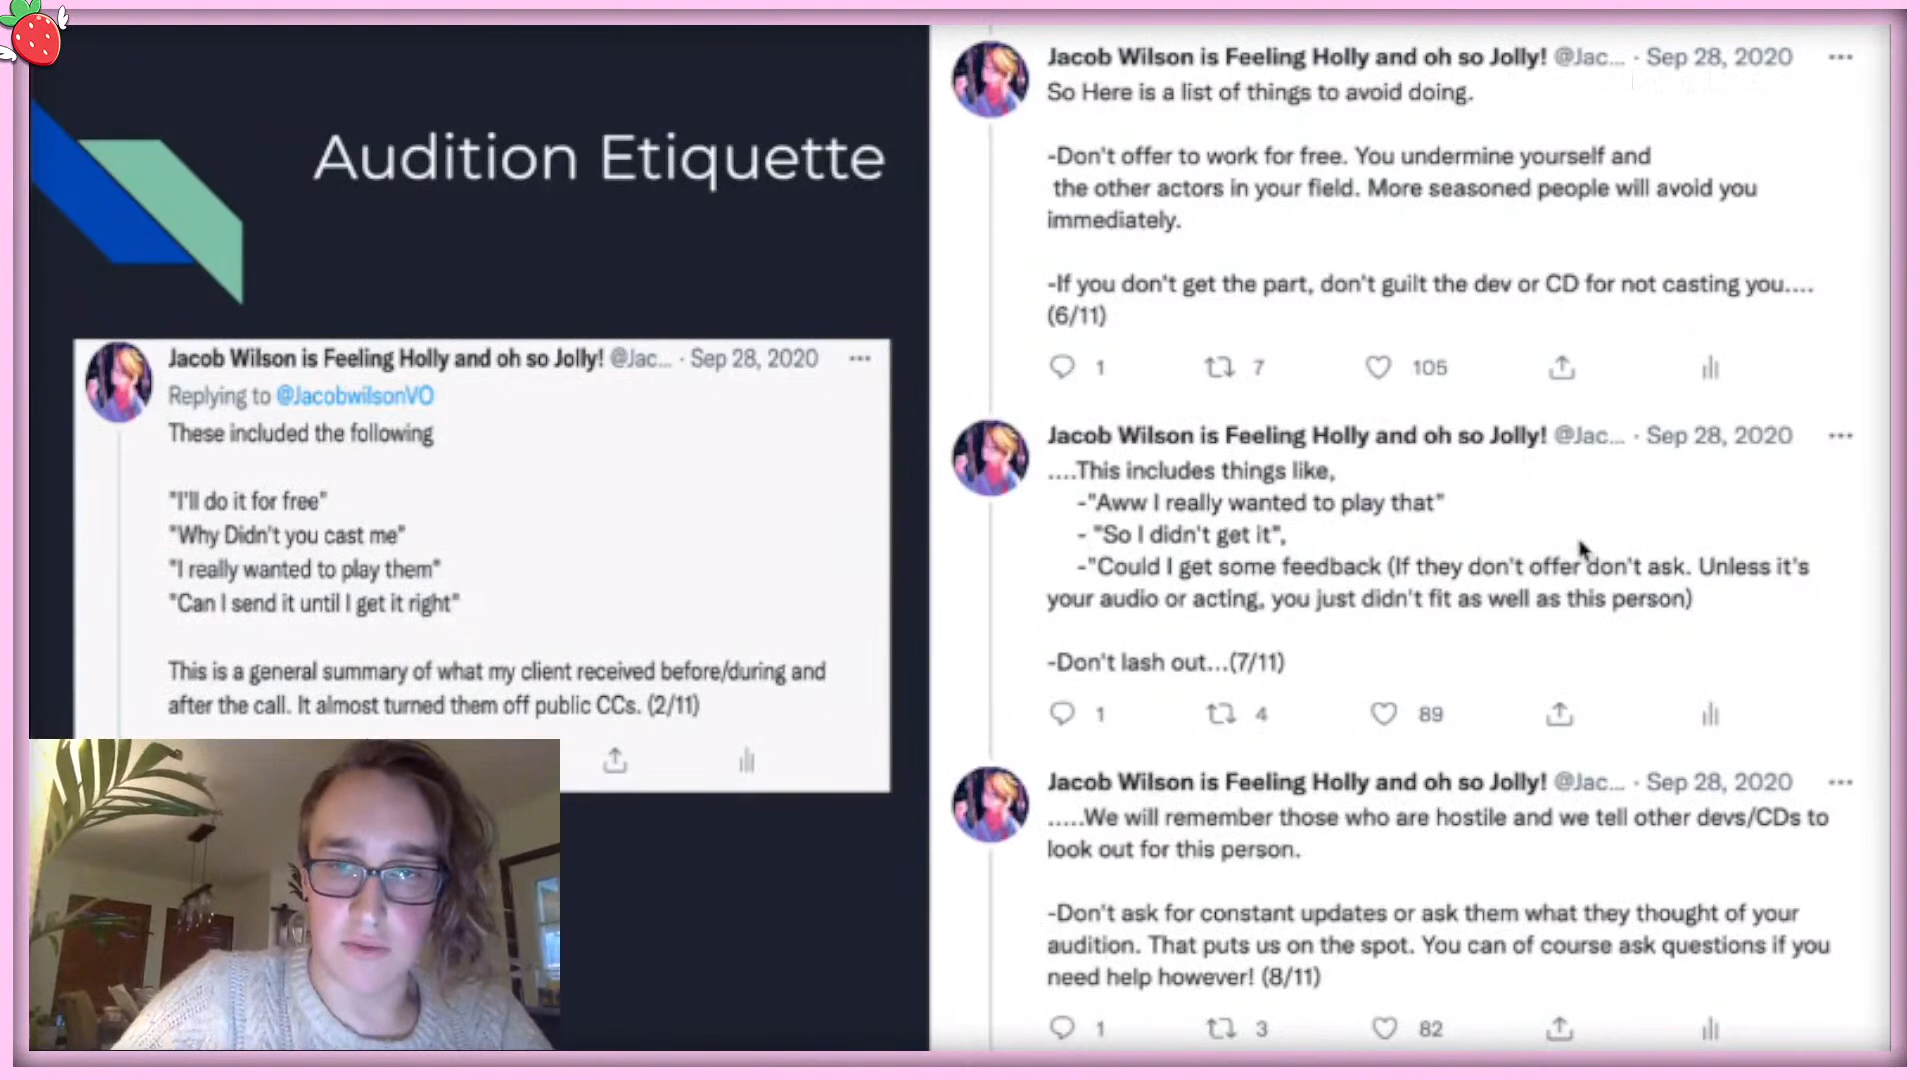 Audition Etiquette
Jacob Wilson is Feeling Holly and oh so Jolly! @Jac... · Sep 28, 2020
Replying to @JacobwilsonVO
These included the following
"I'll do it for free"
"Why Didn't you cast me"
"I really wanted to play them"
"Can I send it until I get it right"
This is a general summary of what my client received before/during and
after the call. It almost turned them off public CCs. (2/11)
Jacob Wilson is Feeling Holly and oh so Jolly! @Jac... · Sep 28, 2020
So Here is a list of things to avoid doing.
-Don't offer to work for free. You undermine yourself and
the other actors in your field. More seasoned people will avoid you
immediately.
-If you don't get the part, don't guilt the dev or CD for not casting you....
(6/11)
1 7 105
Jacob Wilson is Feeling Holly and oh so Jolly! @Jac... · Sep 28, 2020
....This includes things like,
-"Aww I really wanted to play that"
- "So I didn't get it",
-"Could I get some feedback (If they don't offer don't ask. Unless it's
your audio or acting, you just didn't fit as well as this person)
-Don't lash out...(7/11)
1 4 89
Jacob Wilson is Feeling Holly and oh so Jolly! @Jac... · Sep 28, 2020
.....We will remember those who are hostile and we tell other devs/CDs to
look out for this person.
-Don't ask for constant updates or ask them what they thought of your
audition. That puts us on the spot. You can of course ask questions if you
need help however! (8/11)
1 3 82